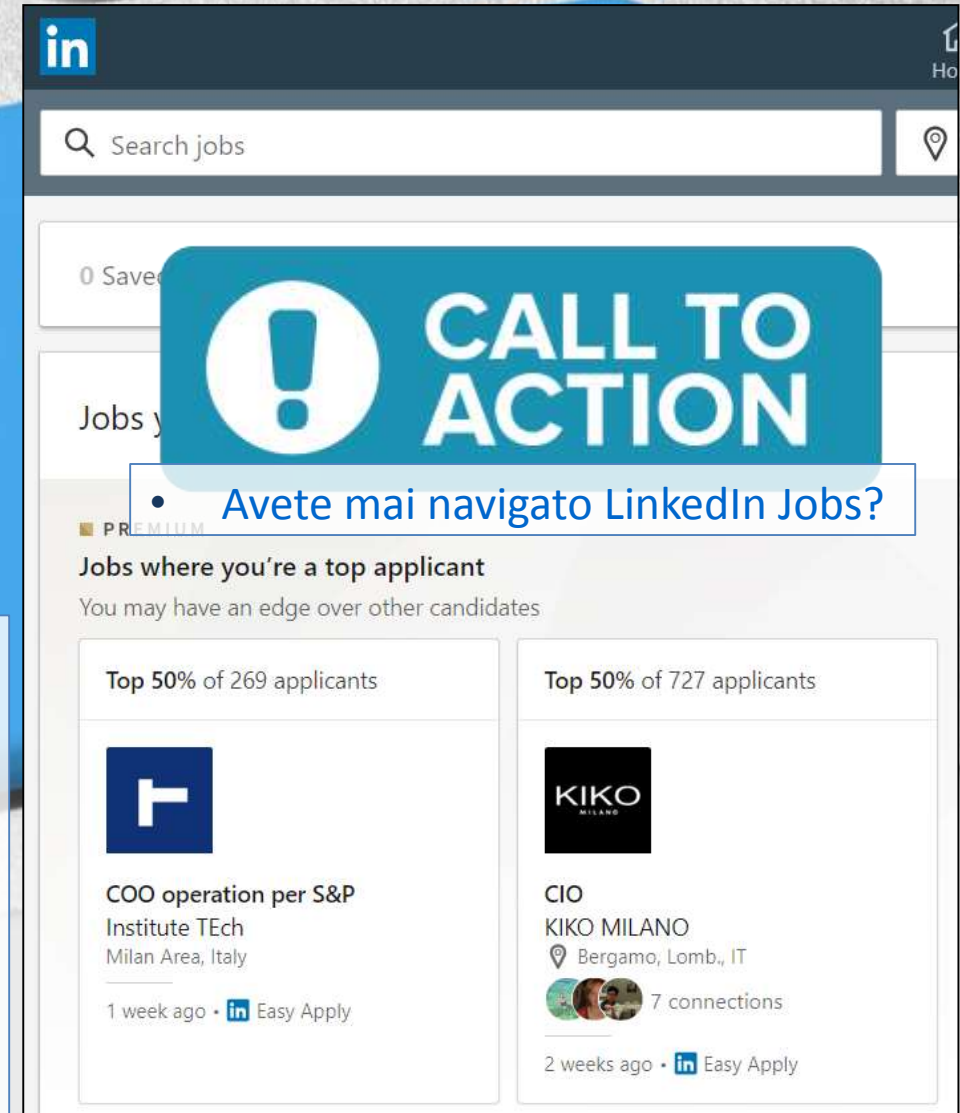 in
Ho
Search jobs
0 Saved
CALL TO
ACTION
Jobs y
• Avete mai navigato LinkedIn Jobs?
PREMIUM
Jobs where you're a top applicant
You may have an edge over other candidates
Top 50% of 269 applicants
Top 50% of 727 applicants
KIKO
MILANO
COO operation per S&P
Institute TEch
Milan Area, Italy
1 week ago • in Easy Apply
CIO
KIKO MILANO
Bergamo, Lomb., IT
7 connections
2 weeks ago • in Easy Apply